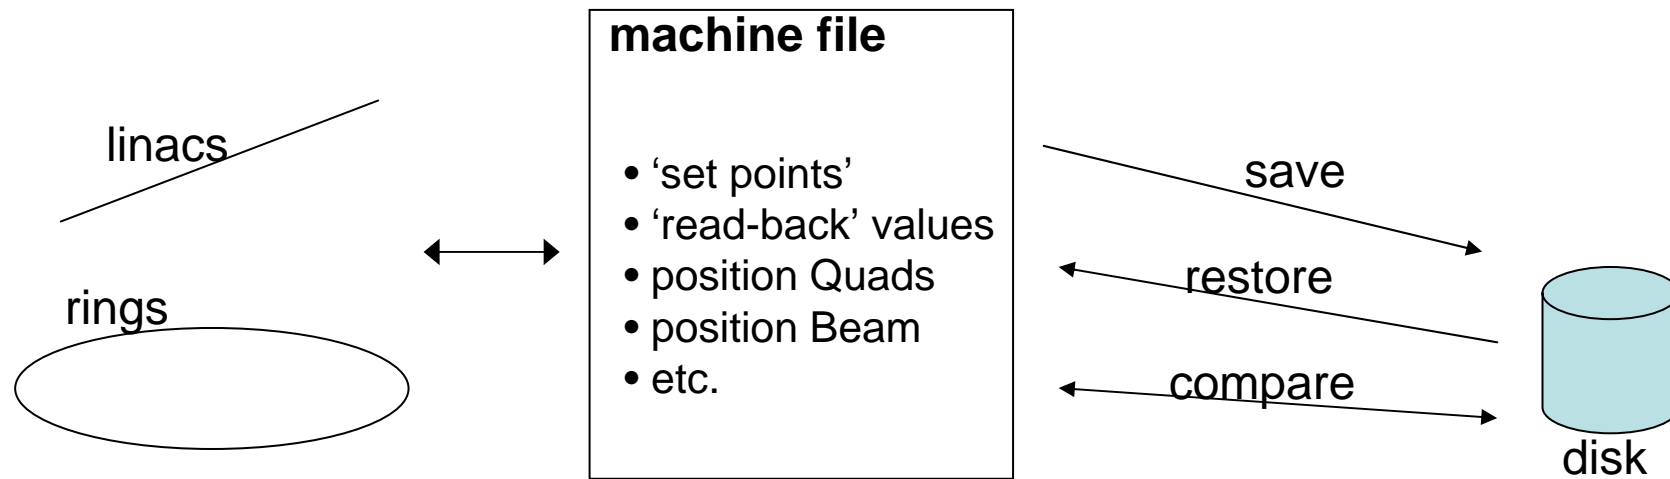 machine file
linacs
rings
• ‘set points’
• ‘read-back’ values
• position Quads
• position Beam
• etc.
save
restore
compare
disk